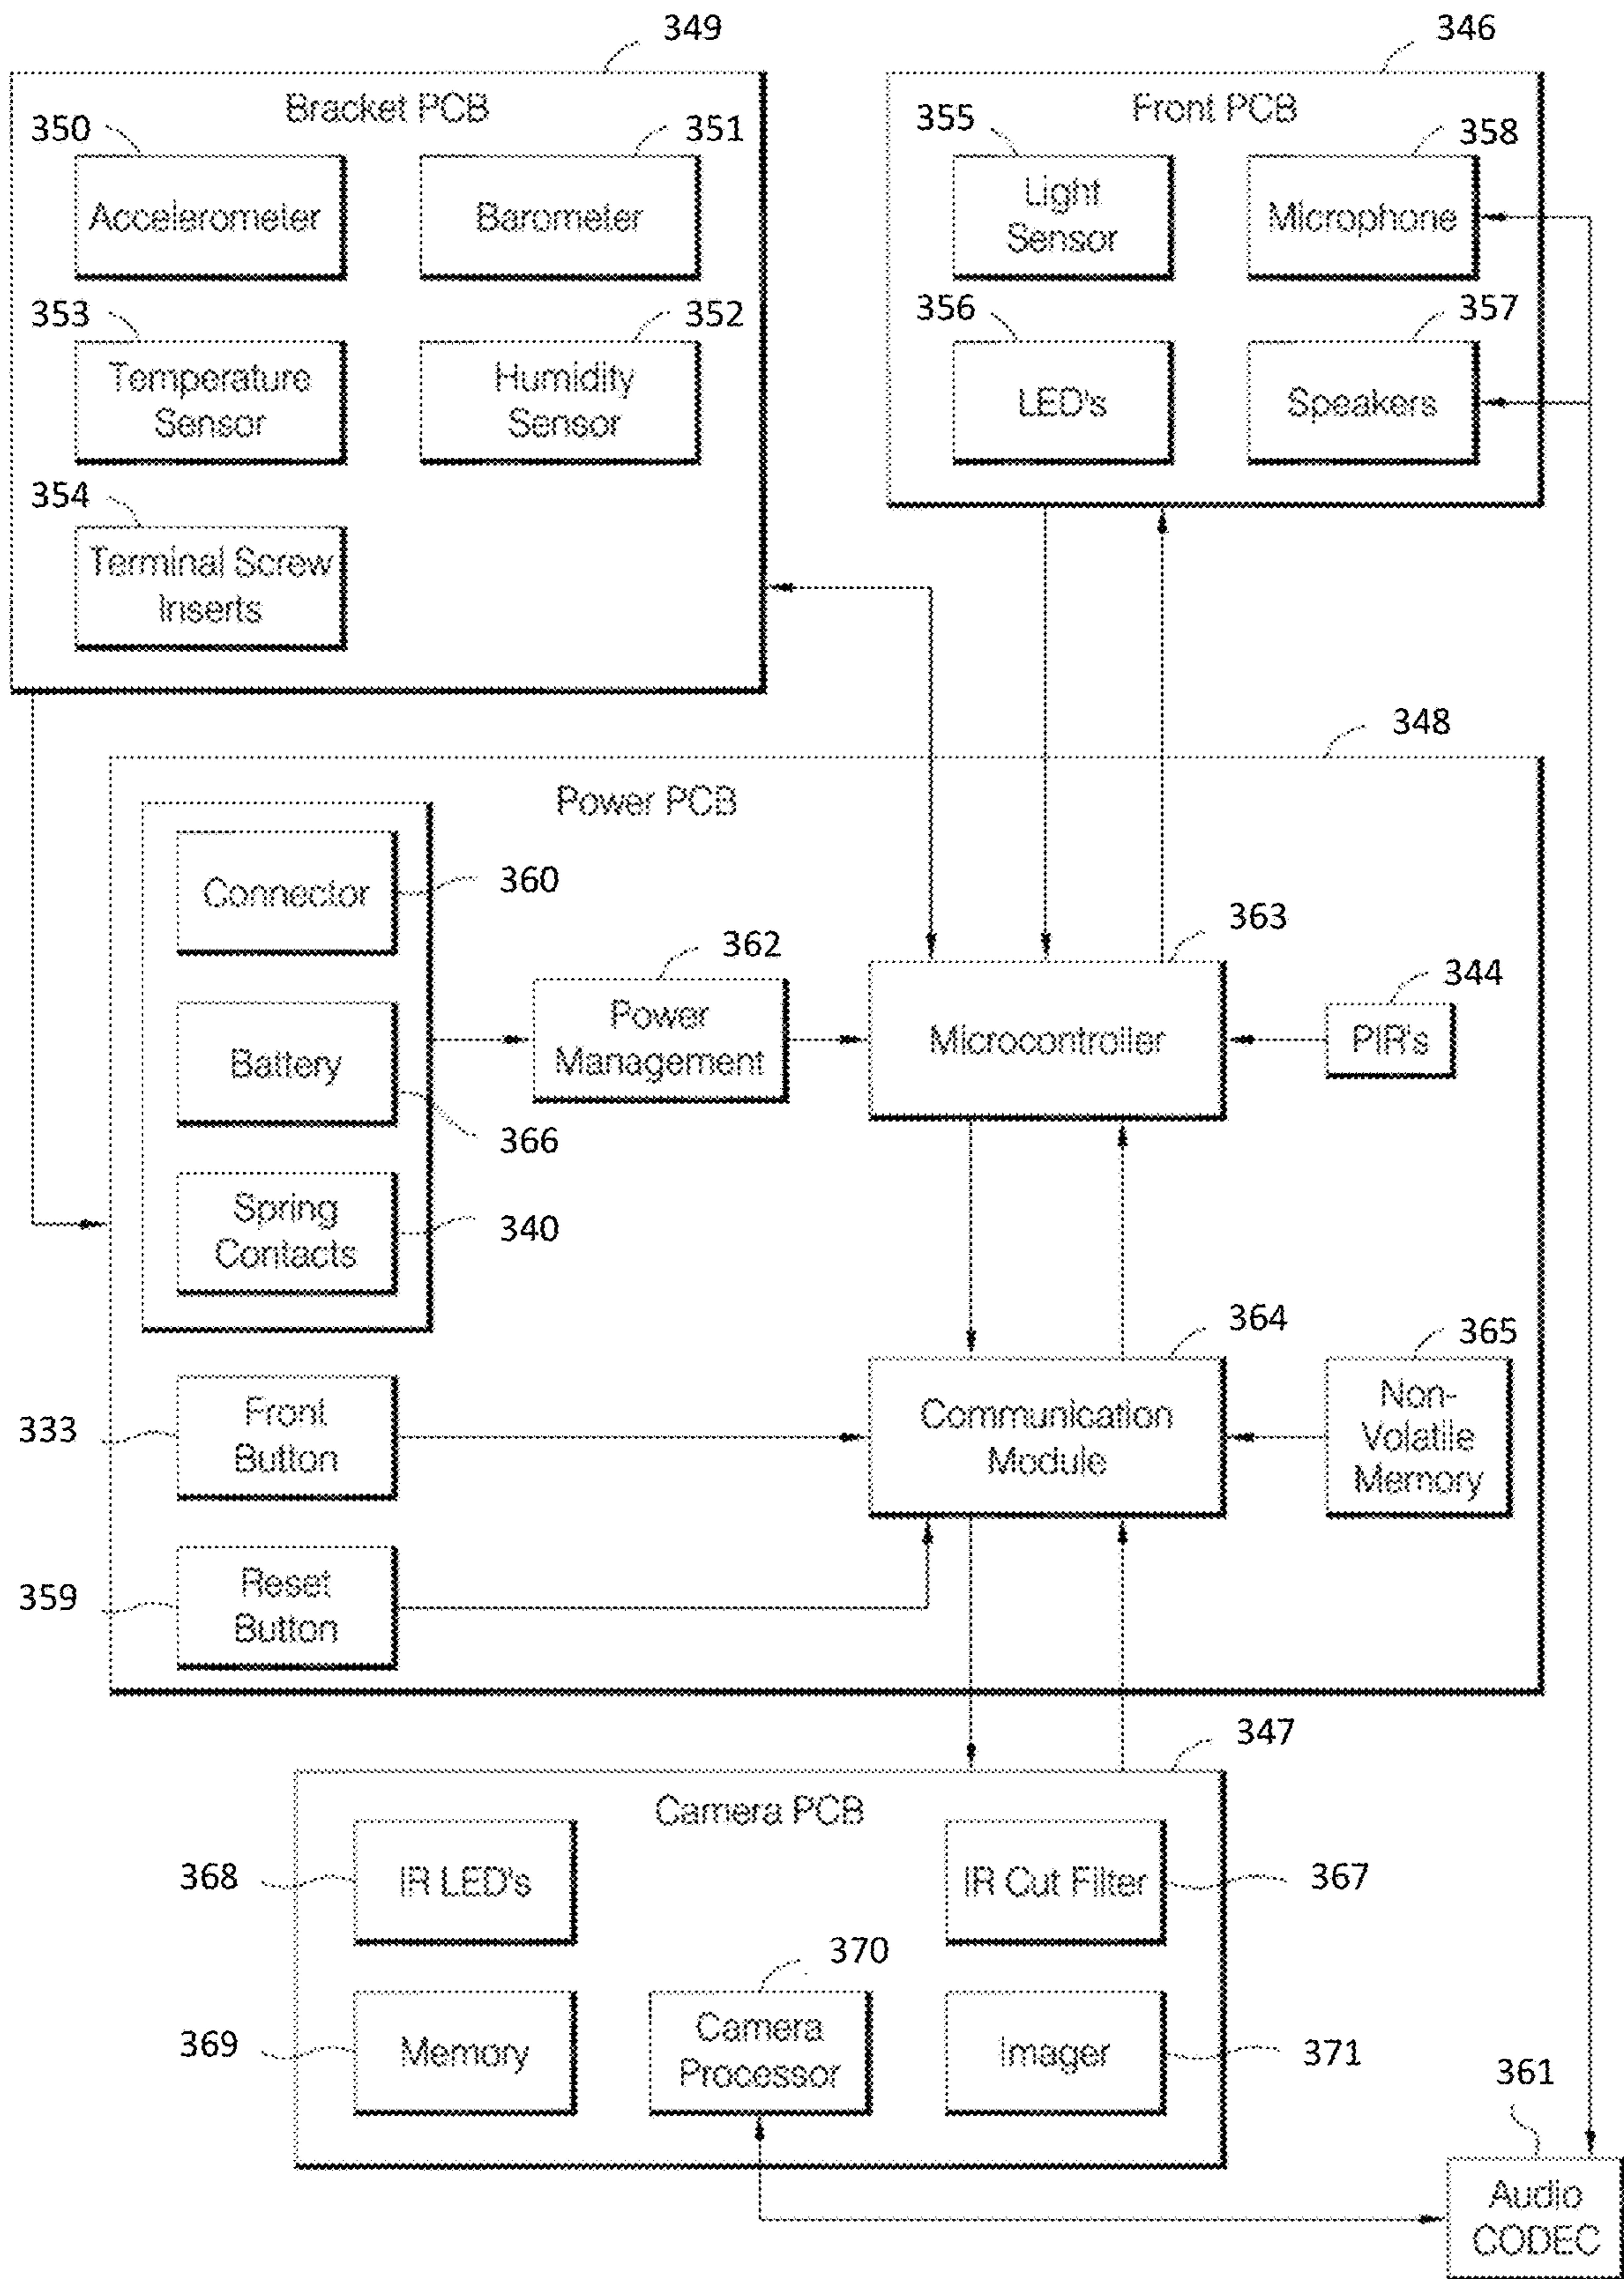 349
346
Bracket PCB
Front PCB
350
351
355
358
Accelerometer
Barometer
Light
Sensor
Microphone
353
352
356
357
Temperature
Sensor
Humidity
Sensor
LED's
Speakers
354
Terminal Screw
Inserts
348
Power PCB
Connector
360
362
363
344
Battery
366
Power
Management
Microcontroller
PIR's
Spring
Contacts
340
364
365
333
Front
Button
Communication
Module
Non-
Volatile
Memory
359
Reset
Button
347
Camera PCB
368
IR LED's
IR Cut Filter
367
370
369
Memory
Camera
Processor
Imager
371
361
Audio
CODEC